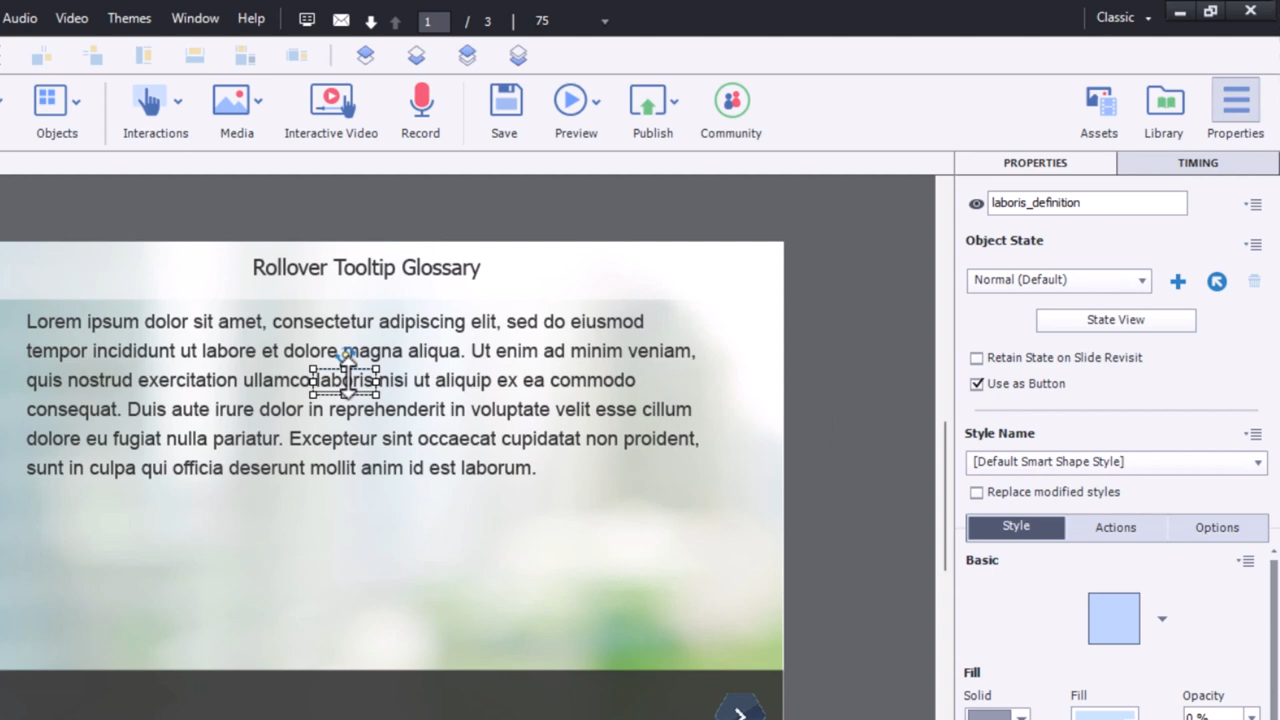 Audio Video Themes Window Help 1 / 3 75 Classic
Objects Interactions Media Interactive Video Record Save Preview Publish Community Assets Library Properties
PROPERTIES TIMING
laboris_definition
Object State
Normal (Default)
State View
Retain State on Slide Revisit
Use as Button
Style Name
[Default Smart Shape Style]
Replace modified styles
Style Actions Options
Basic
Fill
Solid Fill Opacity
0 %
Rollover Tooltip Glossary
Lorem ipsum dolor sit amet, consectetur adipiscing elit, sed do eiusmod
tempor incididunt ut labore et dolore magna aliqua. Ut enim ad minim veniam,
quis nostrud exercitation ullamco laboris nisi ut aliquip ex ea commodo
consequat. Duis aute irure dolor in reprehenderit in voluptate velit esse cillum
dolore eu fugiat nulla pariatur. Excepteur sint occaecat cupidatat non proident,
sunt in culpa qui officia deserunt mollit anim id est laborum.